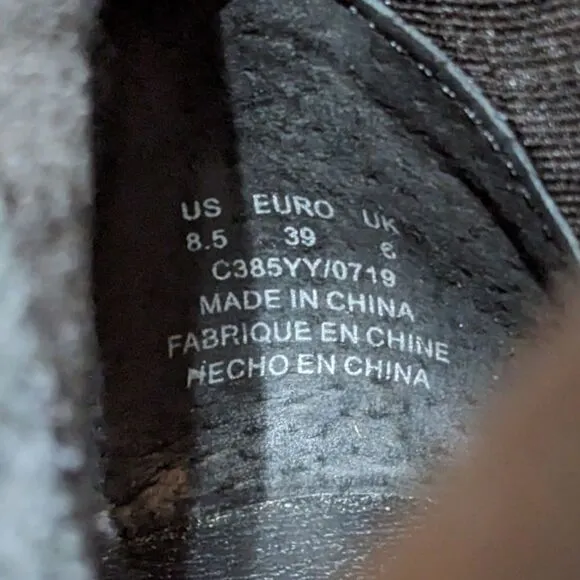 US EURO UK
8.5 39 6
C385YY/0719
MADE IN CHINA
FABRIQUE EN CHINE
HECHO EN CHINA